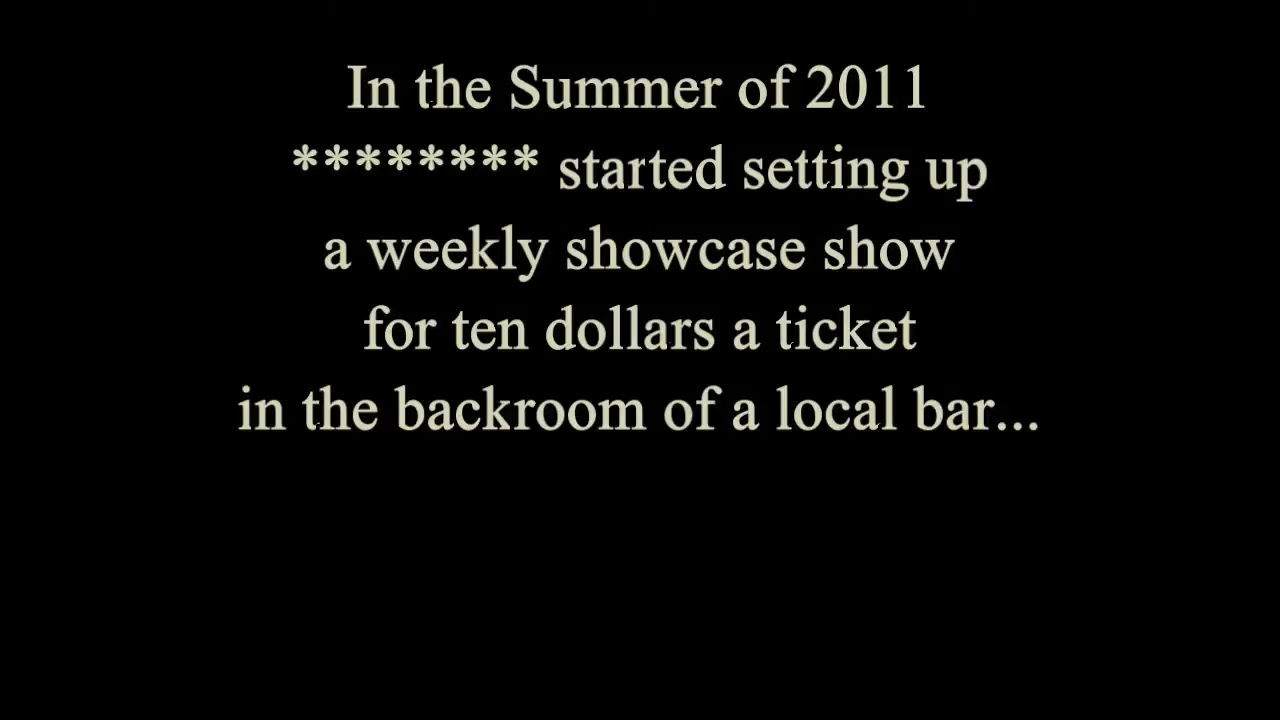 In the Summer of 2011
******** started setting up
a weekly showcase show
for ten dollars a ticket
in the backroom of a local bar...